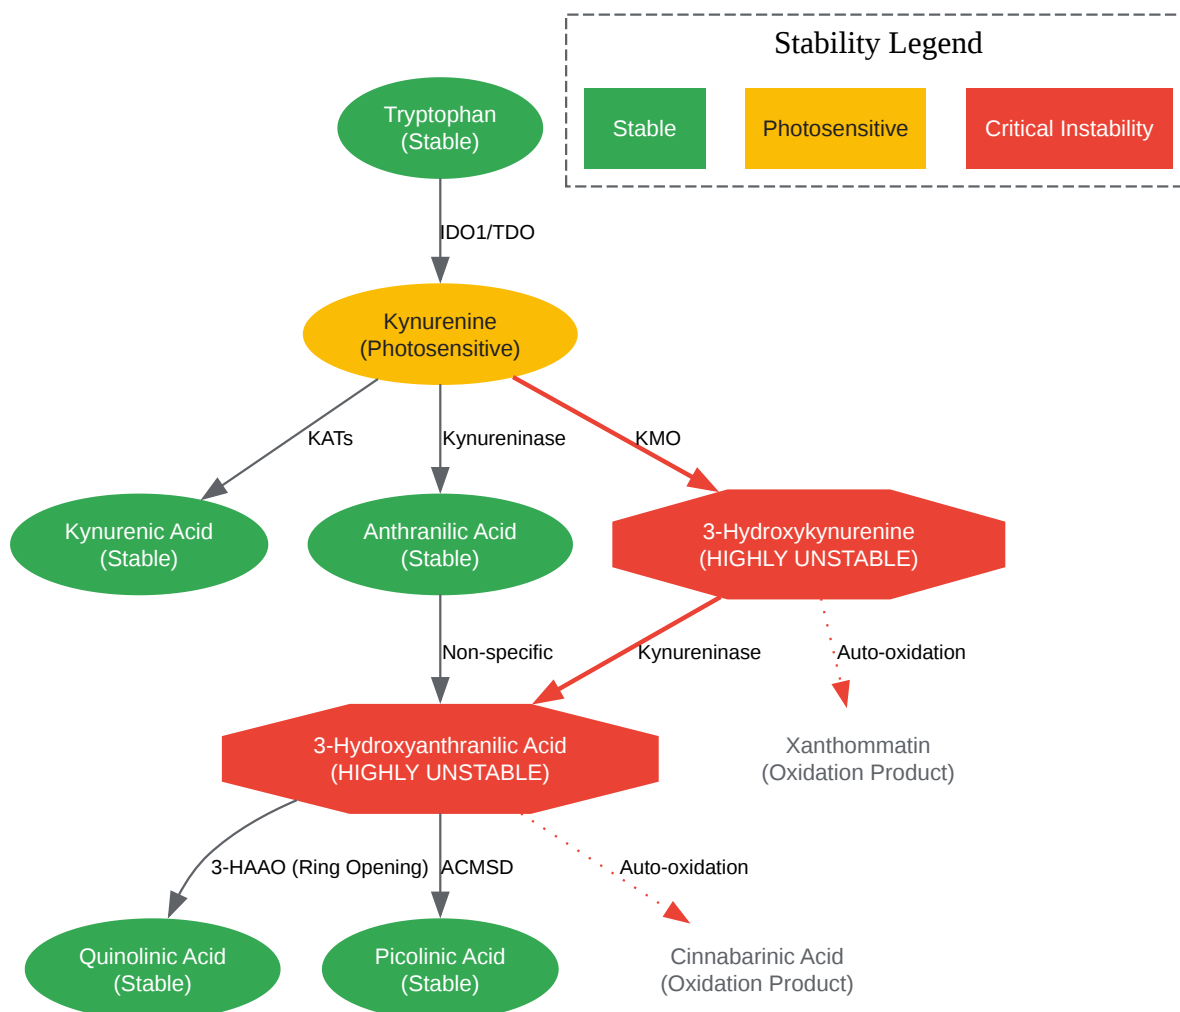 Stability Legend
Stable
Photosensitive
Critical Instability
Tryptophan
(Stable)
IDO1/TDO
Kynurenine
(Photosensitive)
KATs
Kynureninase
KMO
Kynurenic Acid
(Stable)
Anthranilic Acid
(Stable)
3-Hydroxykynurenine
(HIGHLY UNSTABLE)
Non-specific
Kynureninase
Auto-oxidation
3-Hydroxyanthranilic Acid
(HIGHLY UNSTABLE)
Xanthommatin
(Oxidation Product)
3-HAAO (Ring Opening)
ACMSD
Auto-oxidation
Quinolinic Acid
(Stable)
Picolinic Acid
(Stable)
Cinnabarinic Acid
(Oxidation Product)